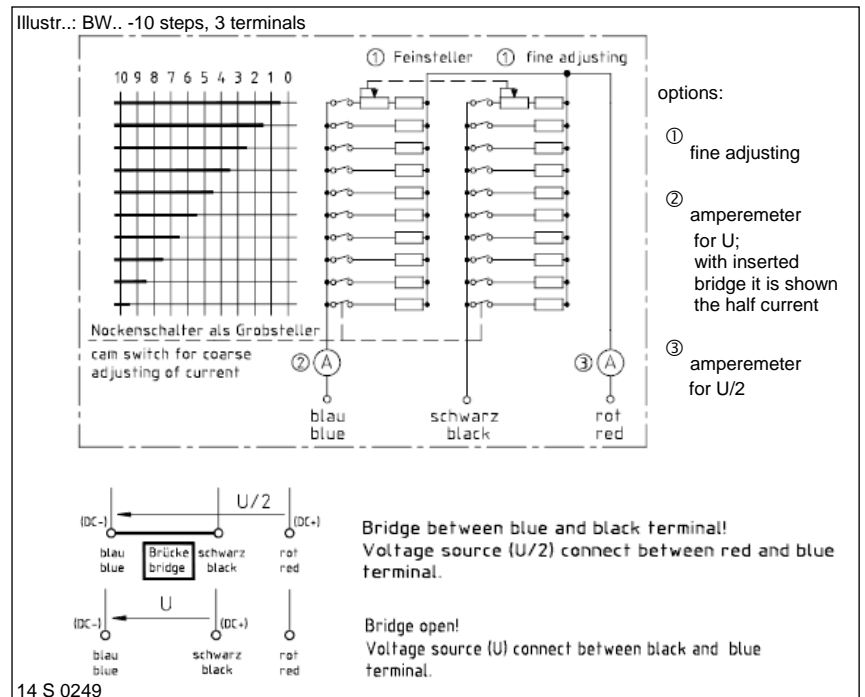 Illustr..: BW.. -10 steps, 3 terminals
① Feinsteller ① fine adjusting
10 9 8 7 6 5 4 3 2 1 0
options:
①
fine adjusting
②
amperemeter
for U;
with inserted
bridge it is shown
the half current
③
amperemeter
for U/2
Nockenschalter als Grobsteller
cam switch for coarse
adjusting of current
② A
③ A
blau
blue
schwarz
black
rot
red
U/2
(DC-)
(DC+)
blau
blue
Brücke
bridge
schwarz
black
rot
red
Bridge between blue and black terminal!
Voltage source (U/2) connect between red and blue
terminal.
U
(DC-)
(DC+)
blau
blue
schwarz
black
rot
red
Bridge open!
Voltage source (U) connect between black and blue
terminal.
14 S 0249